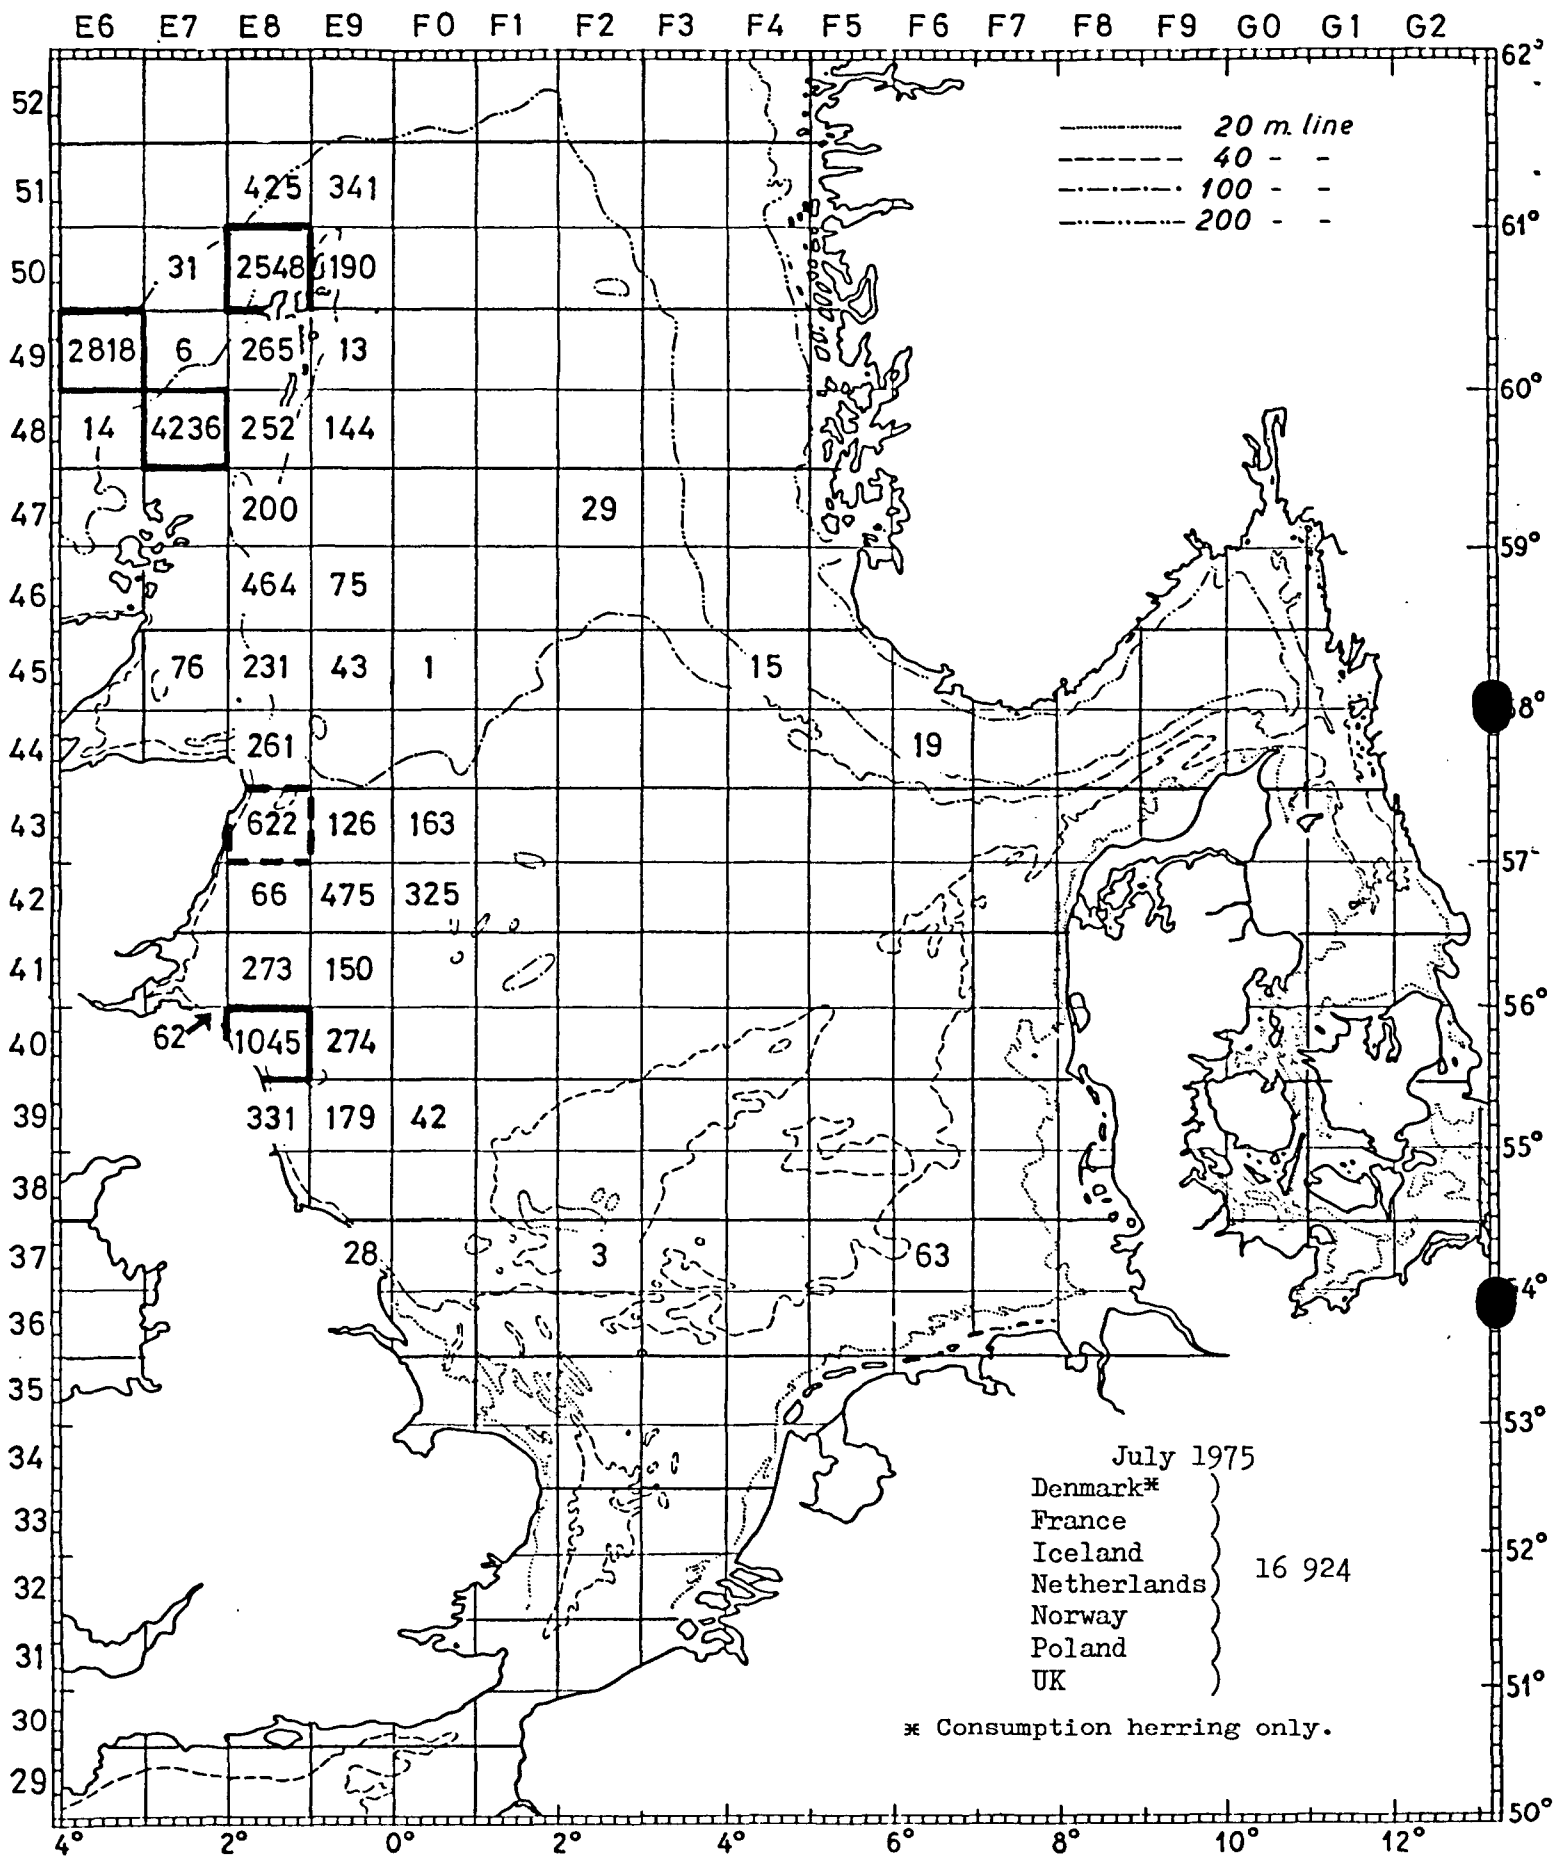 E6 E7 E8 E9 F0 F1 F2 F3 F4 F5 F6 F7 F8 F9 G0 G1 G2
62°
52
20 m. line
40 - -
51 425 341
100 - -
200 - - 61°
50 31 2548 190
49 2818 6 265 13
60°
48 14 4236 252 144
47 200 29
59°
46 464 75
45 76 231 43 1 15
8°
44 261 19
43 622 126 163
57°
42 66 475 325
41 273 150
56°
40 62 1045 274
39 331 179 42
55°
38
37 28 3 63
4°
36
35
53°
34
July 1975
Denmark*
33
France
Iceland
52°
16 924
32
Netherlands
Norway
31
Poland
UK
51°
30
* Consumption herring only.
29
50°
4° 2° 0° 2° 4° 6° 8° 10° 12°